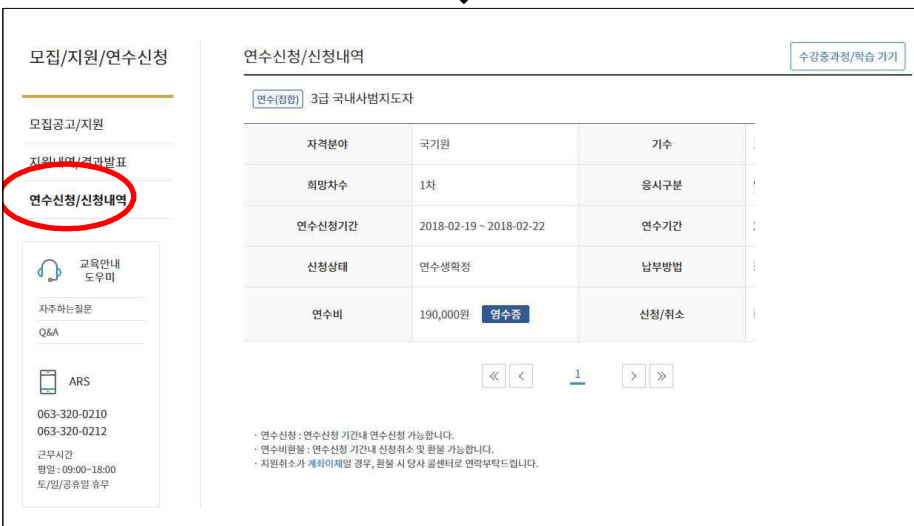 모집/지원/연수신청
모집공고/지원
지원내역/결과발표
연수신청/신청내역
교육안내
도우미
자주하는질문
Q&A
ARS
063-320-0210
063-320-0212
근무시간
평일 : 09:00~18:00
토/일/공휴일 휴무
연수신청/신청내역
수강중과정/학습 가기
연수(집합) 3급 국내사범지도자
자격분야 국기원 기수
희망차수 1차 응시구분
연수신청기간 2018-02-19 ~ 2018-02-22 연수기간
신청상태 연수생확정 납부방법
연수비 190,000원 영수증 신청/취소
« < 1 > »
· 연수신청 : 연수신청 기간내 연수신청 가능합니다.
· 연수비환불 : 연수신청 기간내 신청취소 및 환불 가능합니다.
· 지원취소가 계좌이체일 경우, 환불 시 당사 콜센터로 연락부탁드립니다.